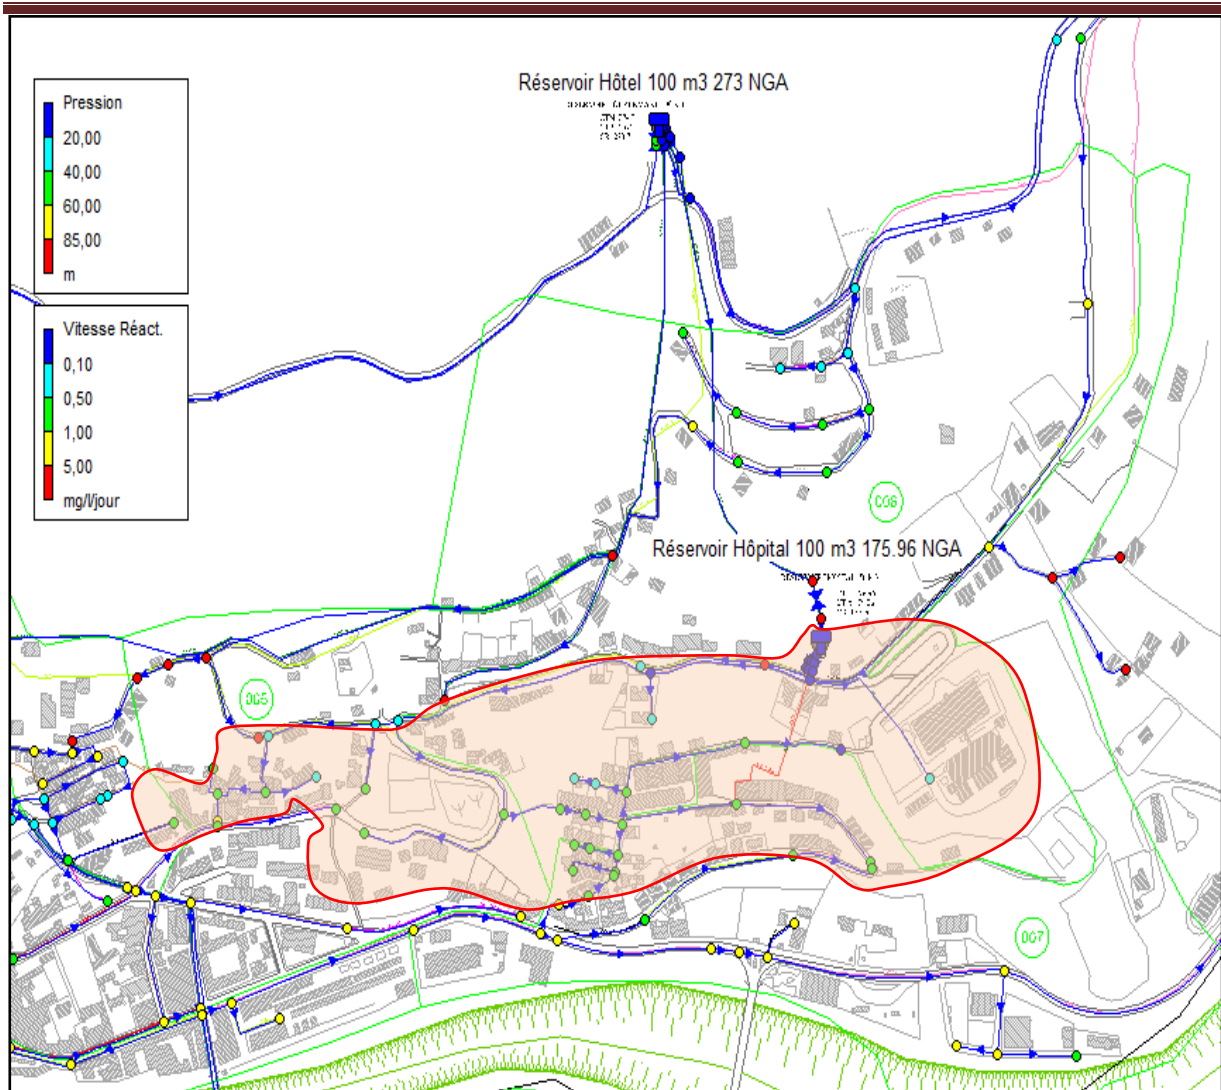 Réservoir Hôtel 100 m3 273 NGA
Pression
20,00
40,00
60,00
85,00
m
Vitesse Réact.
0,10
0,50
1,00
5,00
mg/l/jour
008
Réservoir Hôpital 100 m3 175.96 NGA
005
007